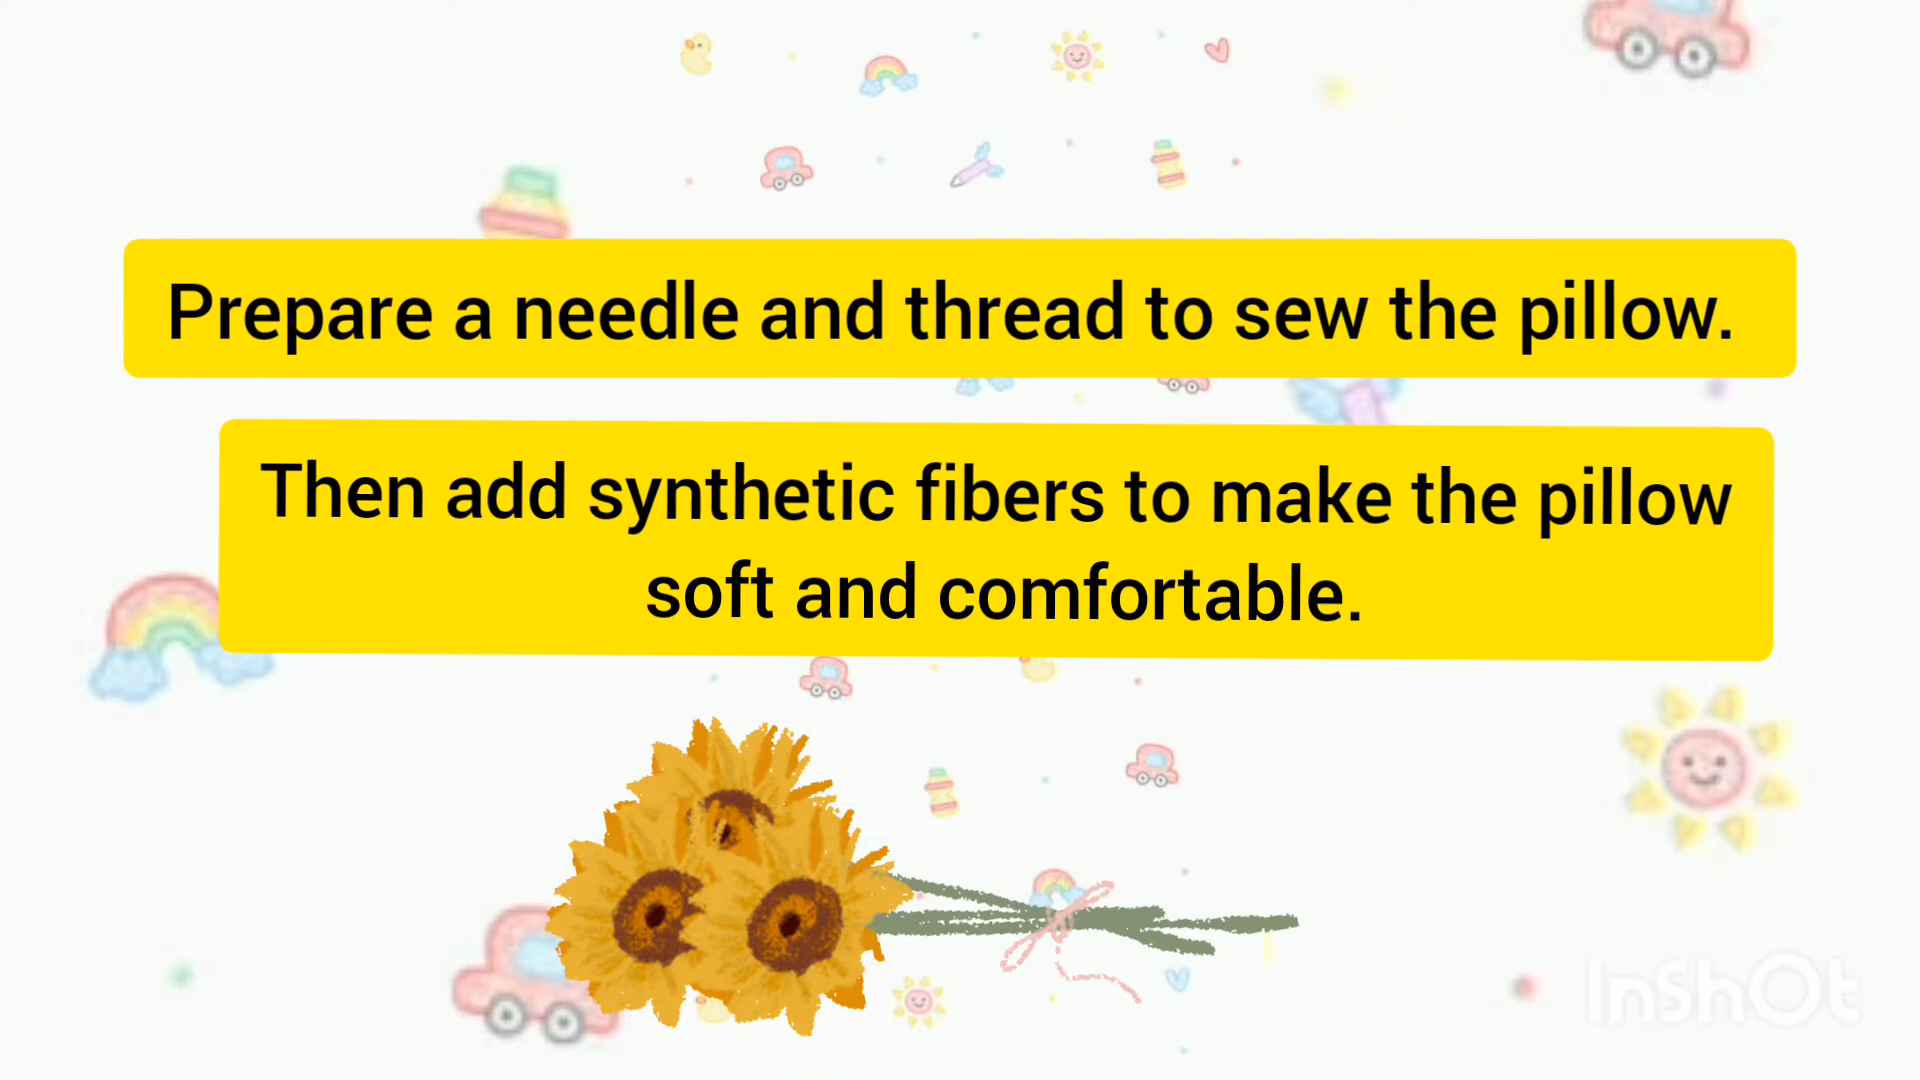 Prepare a needle and thread to sew the pillow.
Then add synthetic fibers to make the pillow
soft and comfortable.
InShOt